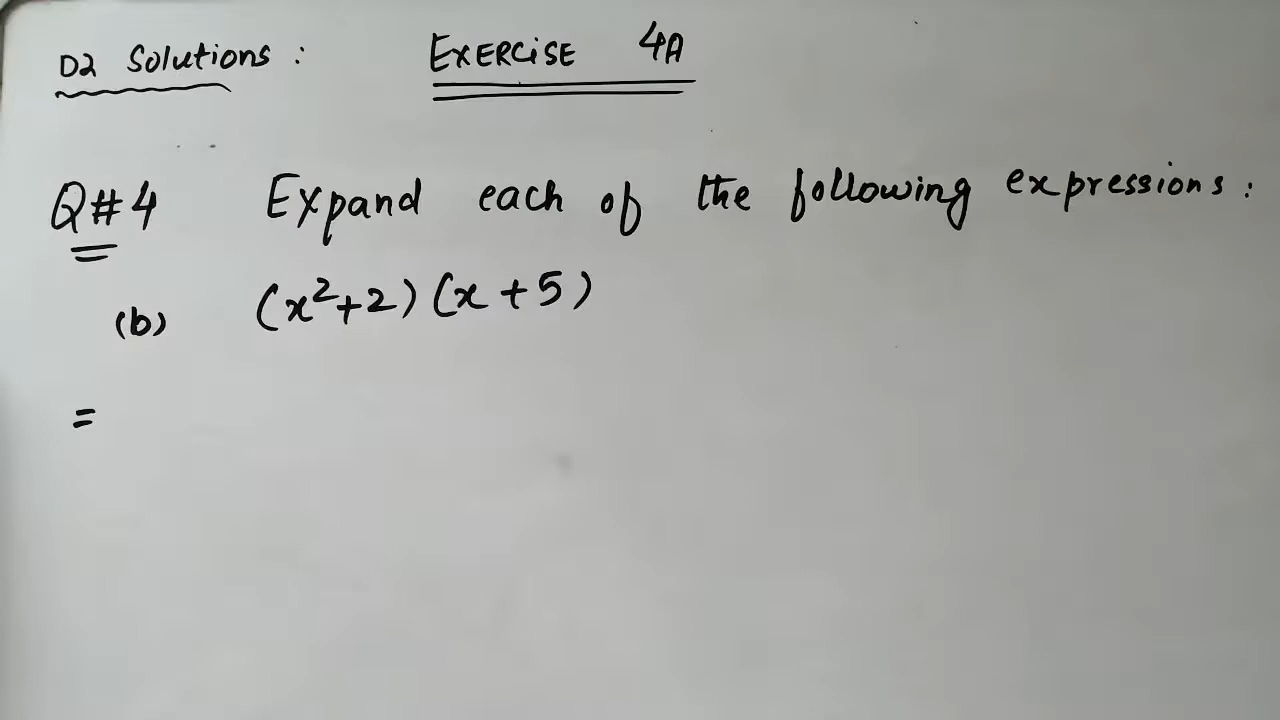 D2 Solutions : EXERCiSE 4A
Q#4 Expand each of the following expressions :
(b) (x²+2)(x+5)
=